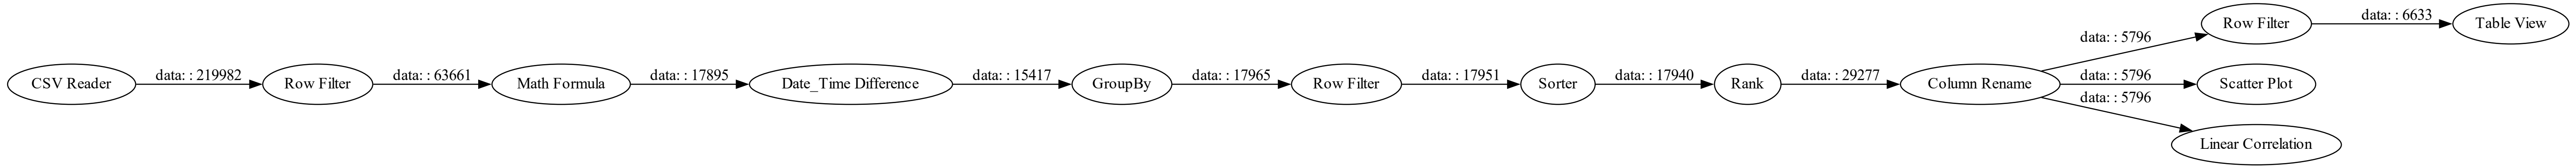 CSV Reader
data: : 219982
Row Filter
data: : 63661
Math Formula
data: : 17895
Date_Time Difference
data: : 15417
GroupBy
data: : 17965
Row Filter
data: : 17951
Sorter
data: : 17940
Rank
data: : 29277
Column Rename
data: : 5796
Row Filter
data: : 6633
Table View
data: : 5796
Scatter Plot
data: : 5796
Linear Correlation